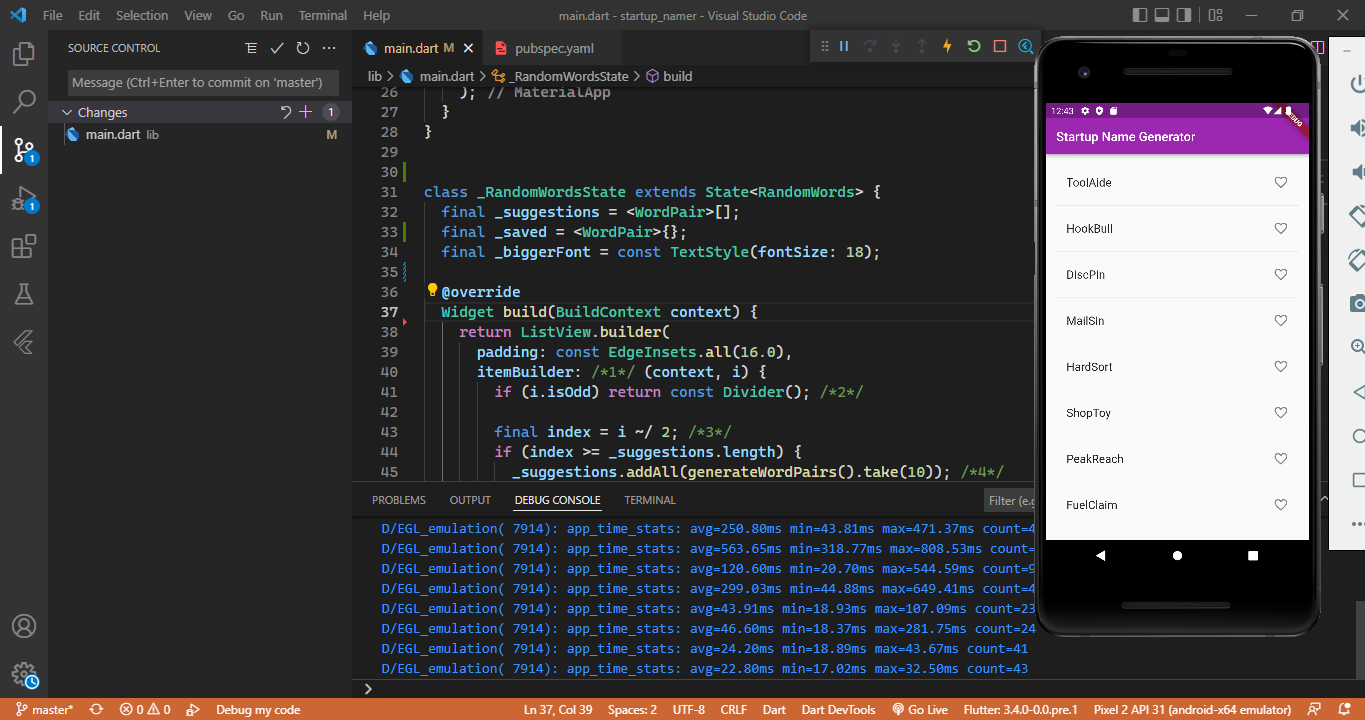 File Edit Selection View Go Run Terminal Help
main.dart - startup_namer - Visual Studio Code
SOURCE CONTROL
Message (Ctrl+Enter to commit on 'master')
Changes 1
main.dart lib M
1
1
main.dart M
pubspec.yaml
lib > main.dart > _RandomWordsState > build
26 ); // MaterialApp
27 }
28 }
29
30
31 class _RandomWordsState extends State<RandomWords> {
32 final _suggestions = <WordPair>[];
33 final _saved = <WordPair>{};
34 final _biggerFont = const TextStyle(fontSize: 18);
35
36 @override
37 Widget build(BuildContext context) {
38 return ListView.builder(
39 padding: const EdgeInsets.all(16.0),
40 itemBuilder: /*1*/ (context, i) {
41 if (i.isOdd) return const Divider(); /*2*/
42
43 final index = i ~/ 2; /*3*/
44 if (index >= _suggestions.length) {
45 _suggestions.addAll(generateWordPairs().take(10)); /*4*/
PROBLEMS OUTPUT DEBUG CONSOLE TERMINAL
Filter (e.g
D/EGL_emulation( 7914): app_time_stats: avg=250.80ms min=43.81ms max=471.37ms count=4
D/EGL_emulation( 7914): app_time_stats: avg=563.65ms min=318.77ms max=808.53ms count=
D/EGL_emulation( 7914): app_time_stats: avg=120.60ms min=20.70ms max=544.59ms count=9
D/EGL_emulation( 7914): app_time_stats: avg=299.03ms min=44.88ms max=649.41ms count=4
D/EGL_emulation( 7914): app_time_stats: avg=43.91ms min=18.93ms max=107.09ms count=23
D/EGL_emulation( 7914): app_time_stats: avg=46.60ms min=18.37ms max=281.75ms count=24
D/EGL_emulation( 7914): app_time_stats: avg=24.20ms min=18.89ms max=43.67ms count=41
D/EGL_emulation( 7914): app_time_stats: avg=22.80ms min=17.02ms max=32.50ms count=43
12:43
Startup Name Generator
ToolAide
HookBull
DiscPin
MailSin
HardSort
ShopToy
PeakReach
FuelClaim
master* 0 0 Debug my code Ln 37, Col 39 Spaces: 2 UTF-8 CRLF Dart Dart DevTools Go Live Flutter: 3.4.0-0.0.pre.1 Pixel 2 API 31 (android-x64 emulator)